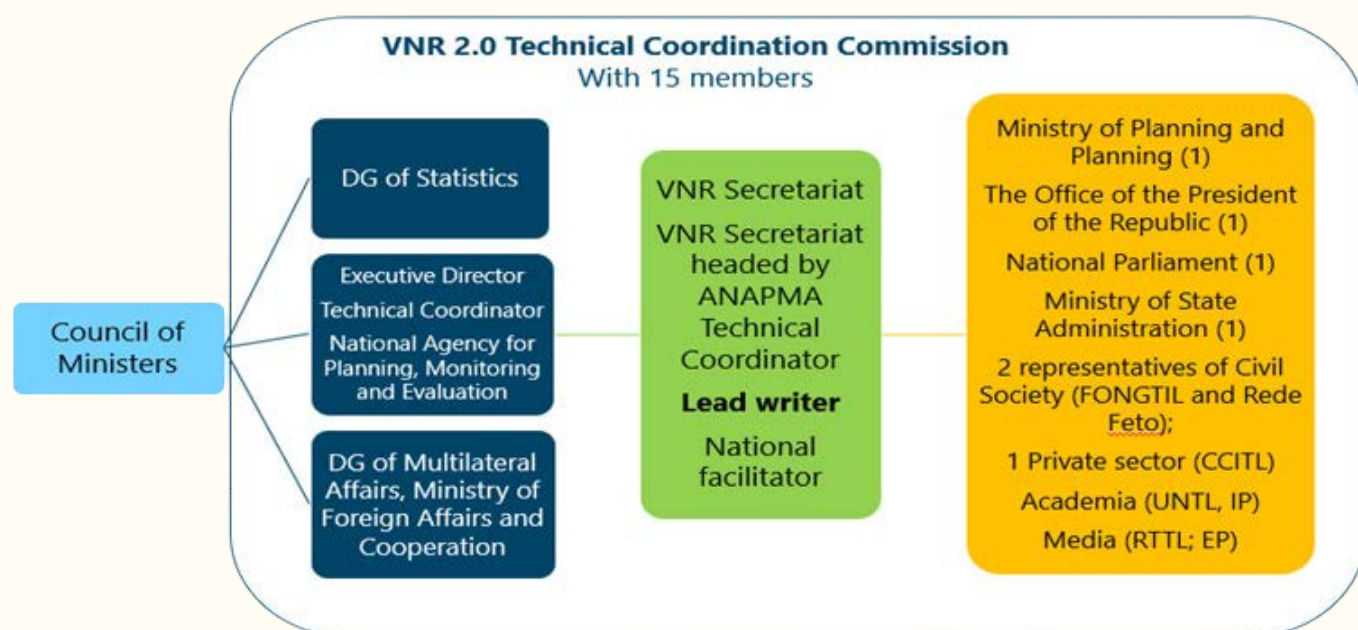 VNR 2.0 Technical Coordination Commission
With 15 members
Council of
Ministers
DG of Statistics
Executive Director
Technical Coordinator
National Agency for
Planning, Monitoring
and Evaluation
DG of Multilateral
Affairs, Ministry of
Foreign Affairs and
Cooperation
VNR Secretariat
VNR Secretariat
headed by
ANAPMA
Technical
Coordinator
Lead writer
National
facilitator
Ministry of Planning and
Planning (1)
The Office of the President
of the Republic (1)
National Parliament (1)
Ministry of State
Administration (1)
2 representatives of Civil
Society (FONGTIL and Rede
Feto);
1 Private sector (CCITL)
Academia (UNTL, IP)
Media (RTTL; EP)